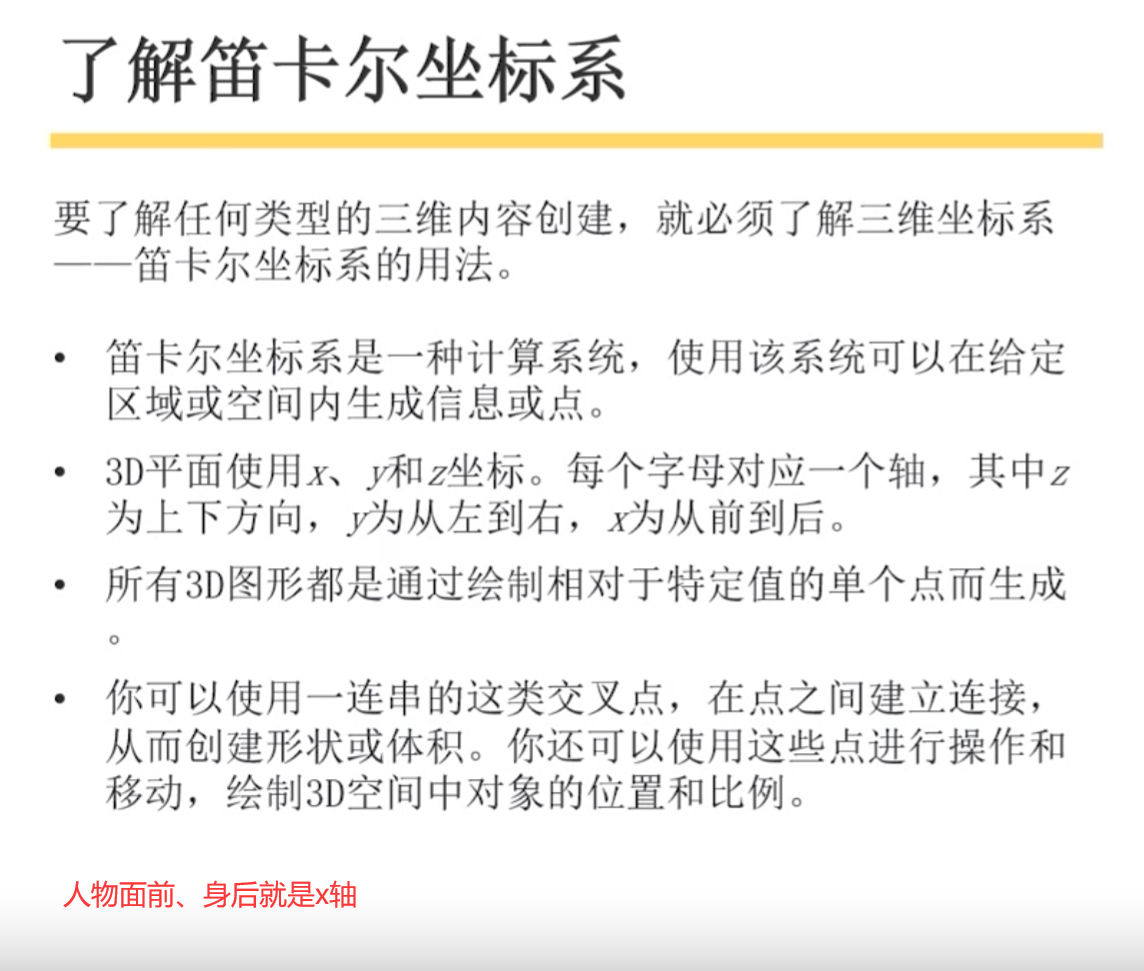 了解笛卡尔坐标系
要了解任何类型的三维内容创建，就必须了解三维坐标系
——笛卡尔坐标系的用法。
• 笛卡尔坐标系是一种计算系统，使用该系统可以在给定
区域或空间内生成信息或点。
• 3D平面使用x、y和z坐标。每个字母对应一个轴，其中z
为上下方向，y为从左到右，x为从前到后。
• 所有3D图形都是通过绘制相对于特定值的单个点而生成
。
• 你可以使用一连串的这类交叉点，在点之间建立连接，
从而创建形状或体积。你还可以使用这些点进行操作和
移动，绘制3D空间中对象的位置和比例。
人物面前、身后就是x轴